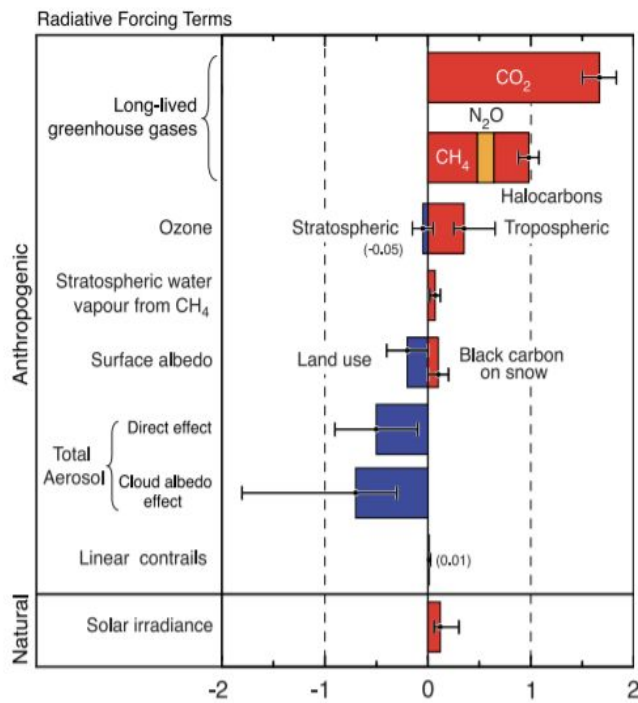 Radiative Forcing Terms
Anthropogenic
Long-lived
greenhouse gases
CO₂
N₂O
CH₄
Halocarbons
Ozone
Stratospheric
(-0.05)
Tropospheric
Stratospheric water
vapour from CH₄
Surface albedo
Land use
Black carbon
on snow
Total
Aerosol
Direct effect
Cloud albedo
effect
Linear contrails
(0.01)
Natural
Solar irradiance
-2 -1 0 1 2